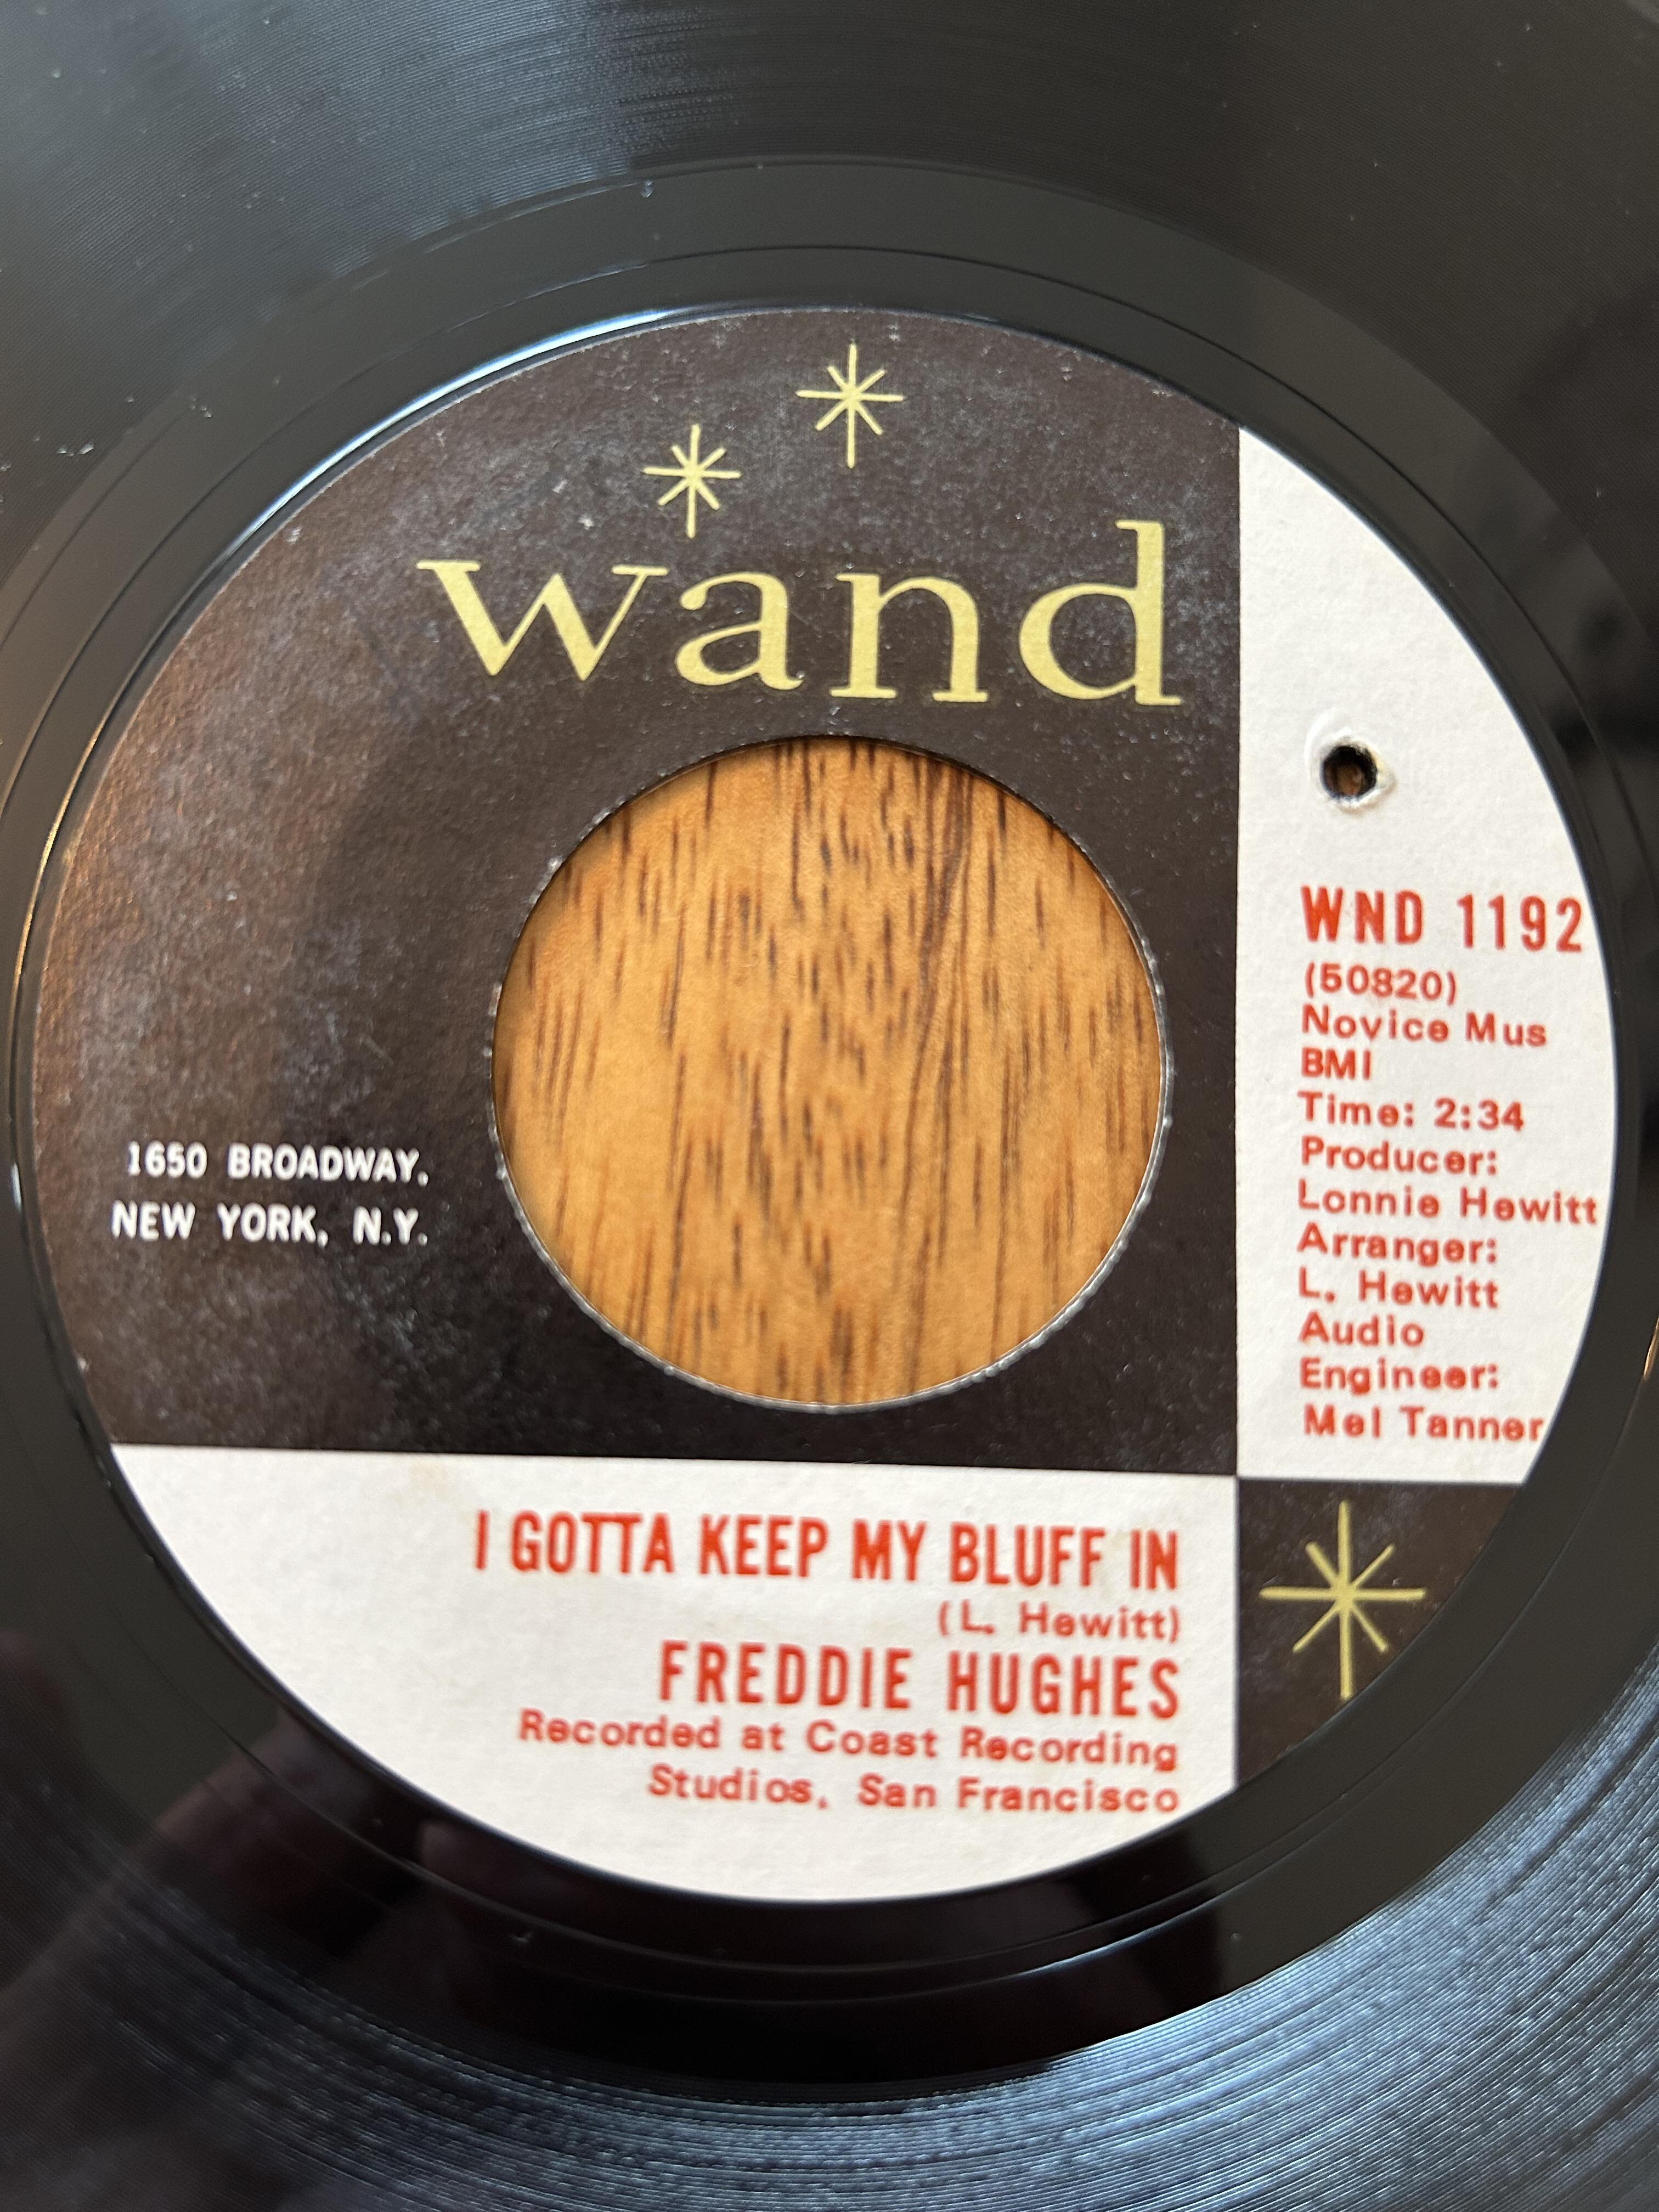 wand
WND 1192
(50820)
Novice Mus
BMI
Time: 2:34
Producer:
Lonnie Hewitt
Arranger:
L. Hewitt
Audio
Engineer:
Mel Tanner
1650 BROADWAY,
NEW YORK, N.Y.
I GOTTA KEEP MY BLUFF IN
(L. Hewitt)
FREDDIE HUGHES
Recorded at Coast Recording
Studios, San Francisco